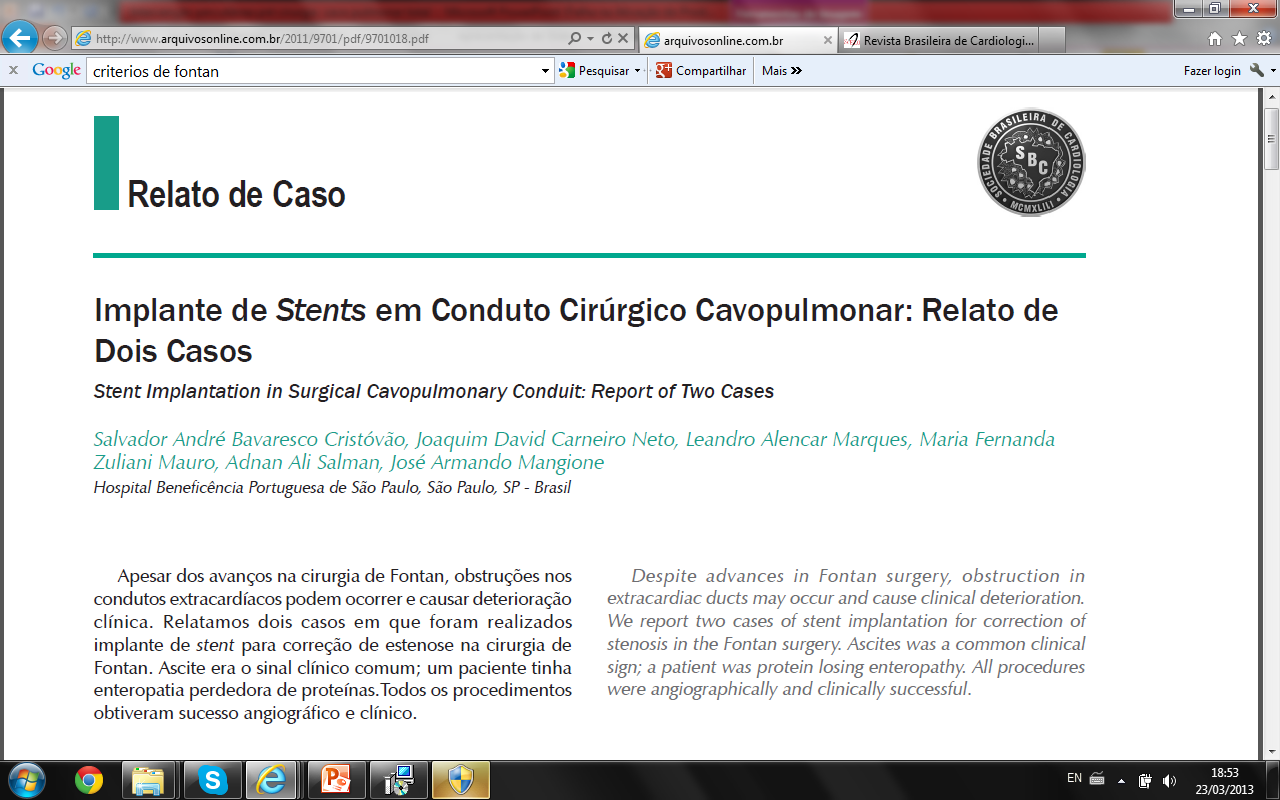 http://www.arquivosonline.com.br/2011/9701/pdf/9701018.pdf
arquivosonline.com.br
Revista Brasileira de Cardiologi...
x Google criterios de fontan Pesquisar Compartilhar Mais » Fazer login
SOCIEDADE BRASILEIRA DE CARDIOLOGIA
SBC
MCMXLIII
Relato de Caso
Implante de Stents em Conduto Cirúrgico Cavopulmonar: Relato de
Dois Casos
Stent Implantation in Surgical Cavopulmonary Conduit: Report of Two Cases
Salvador André Bavaresco Cristóvão, Joaquim David Carneiro Neto, Leandro Alencar Marques, Maria Fernanda
Zuliani Mauro, Adnan Ali Salman, José Armando Mangione
Hospital Beneficência Portuguesa de São Paulo, São Paulo, SP - Brasil
Apesar dos avanços na cirurgia de Fontan, obstruções nos
condutos extracardíacos podem ocorrer e causar deterioração
clínica. Relatamos dois casos em que foram realizados
implante de stent para correção de estenose na cirurgia de
Fontan. Ascite era o sinal clínico comum; um paciente tinha
enteropatia perdedora de proteínas.Todos os procedimentos
obtiveram sucesso angiográfico e clínico.
Despite advances in Fontan surgery, obstruction in
extracardiac ducts may occur and cause clinical deterioration.
We report two cases of stent implantation for correction of
stenosis in the Fontan surgery. Ascites was a common clinical
sign; a patient was protein losing enteropathy. All procedures
were angiographically and clinically successful.
EN
18:53
23/03/2013